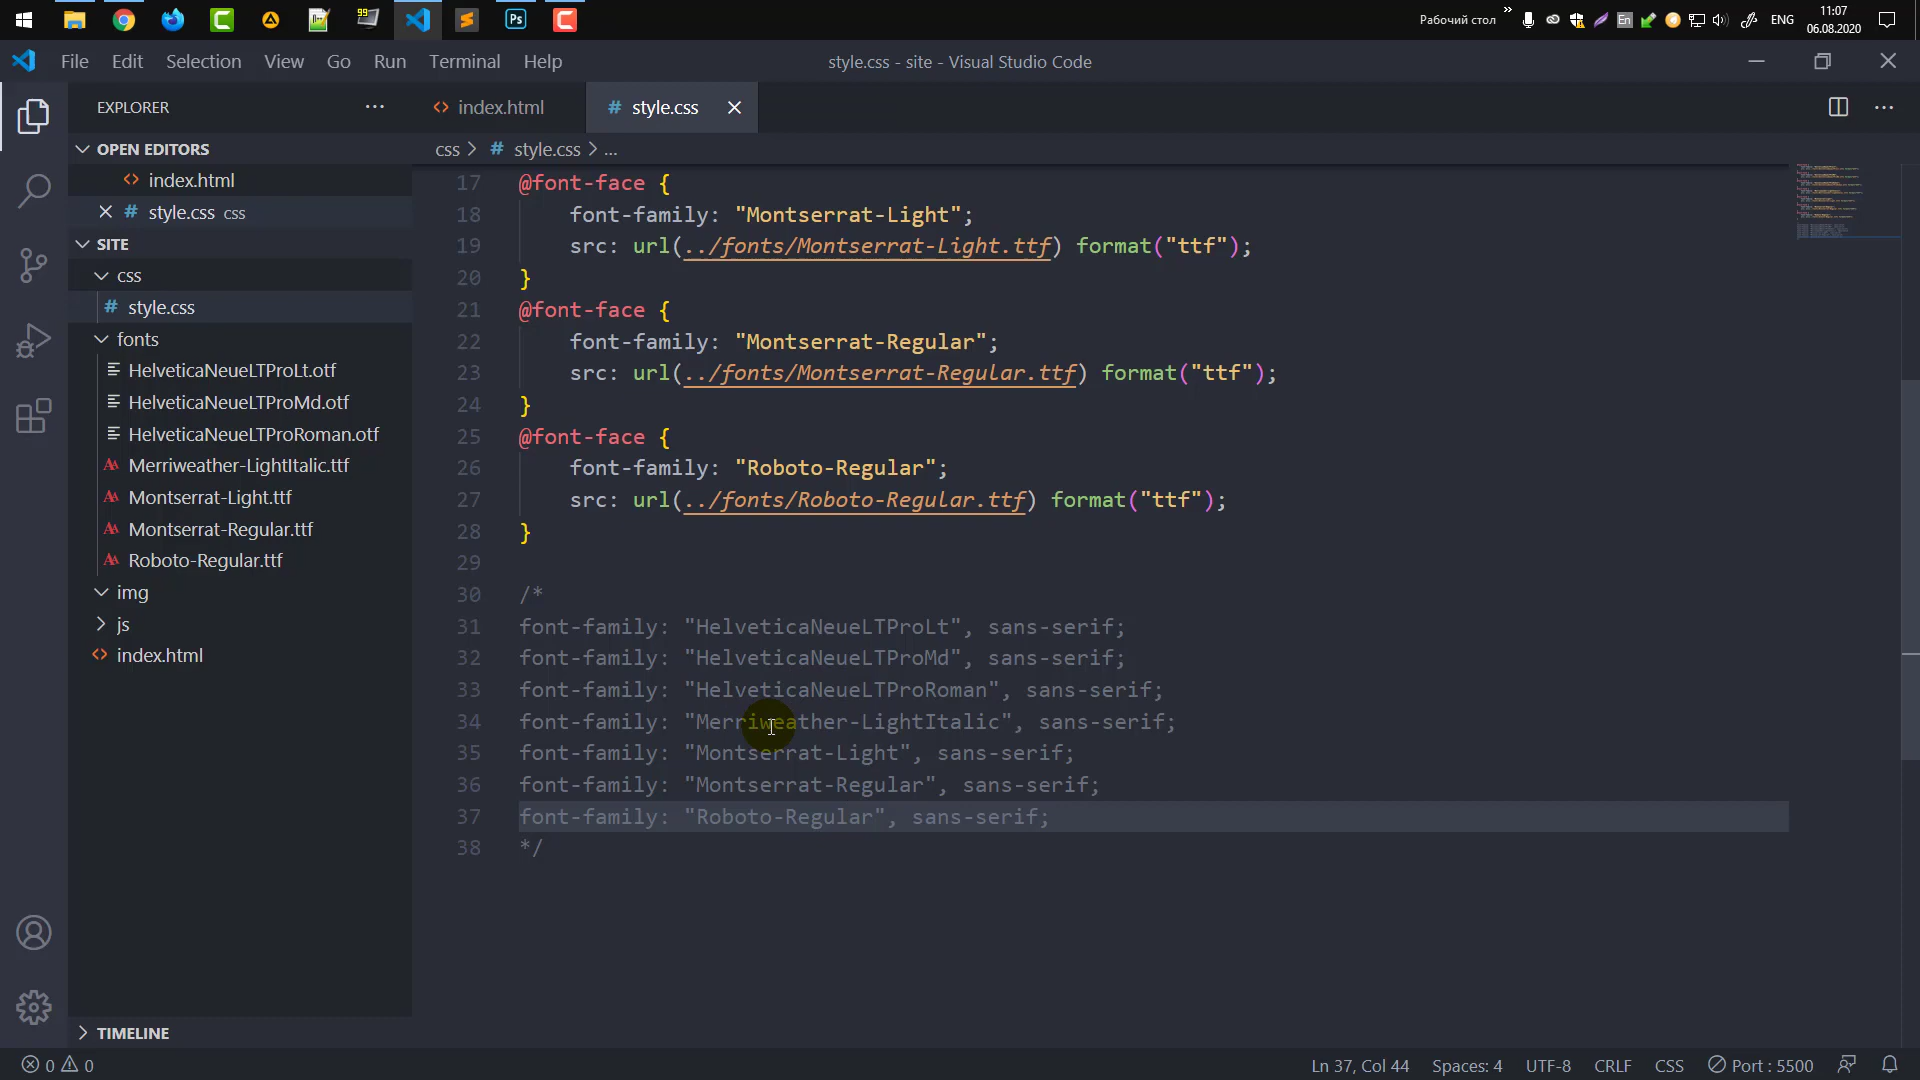 99
Ps
Рабочий стол
»
En
ENG
11:07
06.08.2020
File Edit Selection View Go Run Terminal Help
style.css - site - Visual Studio Code
EXPLORER
OPEN EDITORS
index.html
style.css css
SITE
css
style.css
fonts
HelveticaNeueLTProLt.otf
HelveticaNeueLTProMd.otf
HelveticaNeueLTProRoman.otf
Merriweather-LightItalic.ttf
Montserrat-Light.ttf
Montserrat-Regular.ttf
Roboto-Regular.ttf
img
js
index.html
TIMELINE
index.html
# style.css
css > # style.css > ...
17 @font-face {
18 font-family: "Montserrat-Light";
19 src: url(../fonts/Montserrat-Light.ttf) format("ttf");
20 }
21 @font-face {
22 font-family: "Montserrat-Regular";
23 src: url(../fonts/Montserrat-Regular.ttf) format("ttf");
24 }
25 @font-face {
26 font-family: "Roboto-Regular";
27 src: url(../fonts/Roboto-Regular.ttf) format("ttf");
28 }
29
30 /*
31 font-family: "HelveticaNeueLTProLt", sans-serif;
32 font-family: "HelveticaNeueLTProMd", sans-serif;
33 font-family: "HelveticaNeueLTProRoman", sans-serif;
34 font-family: "Merriweather-LightItalic", sans-serif;
35 font-family: "Montserrat-Light", sans-serif;
36 font-family: "Montserrat-Regular", sans-serif;
37 font-family: "Roboto-Regular", sans-serif;
38 */
0 0
Ln 37, Col 44 Spaces: 4 UTF-8 CRLF CSS Port : 5500